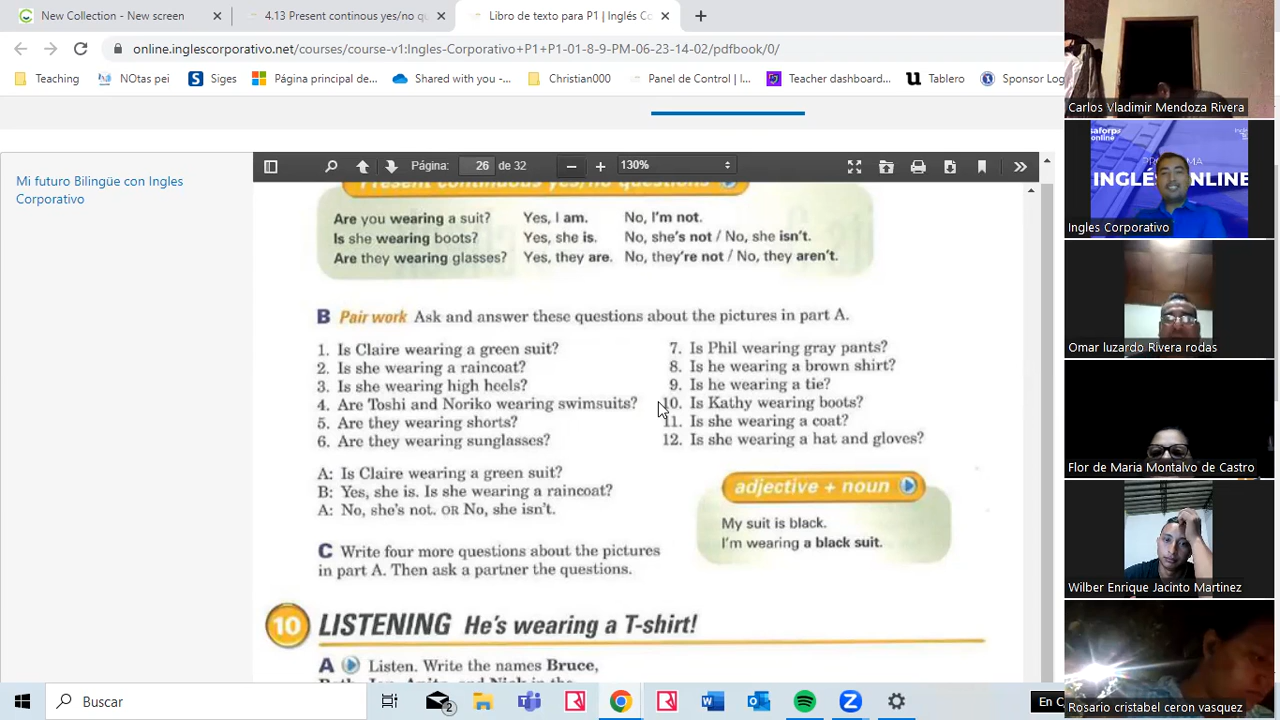 New Collection - New screen
4.13 Present continous yes/no qu
Libro de texto para P1 | Inglés Co
online.inglescorporativo.net/courses/course-v1:Ingles-Corporativo+P1+P1-01-8-9-PM-06-23-14-02/pdfbook/0/
Teaching
NOtas pei
Siges
Página principal de...
Shared with you -...
Christian000
Panel de Control | I...
Teacher dashboard...
Tablero
Sponsor Log
Mi futuro Bilingüe con Ingles
Corporativo
Página:
26
de 32
130%
Present continuous yes/no questions
Are you wearing a suit? Yes, I am. No, I'm not.
Is she wearing boots? Yes, she is. No, she's not / No, she isn't.
Are they wearing glasses? Yes, they are. No, they're not / No, they aren't.
B Pair work Ask and answer these questions about the pictures in part A.
1. Is Claire wearing a green suit?
2. Is she wearing a raincoat?
3. Is she wearing high heels?
4. Are Toshi and Noriko wearing swimsuits?
5. Are they wearing shorts?
6. Are they wearing sunglasses?
7. Is Phil wearing gray pants?
8. Is he wearing a brown shirt?
9. Is he wearing a tie?
10. Is Kathy wearing boots?
11. Is she wearing a coat?
12. Is she wearing a hat and gloves?
A: Is Claire wearing a green suit?
B: Yes, she is. Is she wearing a raincoat?
A: No, she's not. OR No, she isn't.
adjective + noun
My suit is black.
I'm wearing a black suit.
C Write four more questions about the pictures
in part A. Then ask a partner the questions.
10 LISTENING He's wearing a T-shirt!
A Listen. Write the names Bruce,
Buscar
2
En C
Carlos Vladimir Mendoza Rivera
saforp
online
INGLÉS ONLINE
Ingles Corporativo
Omar luzardo Rivera rodas
Flor de Maria Montalvo de Castro
Wilber Enrique Jacinto Martinez
Rosario cristabel ceron vasquez